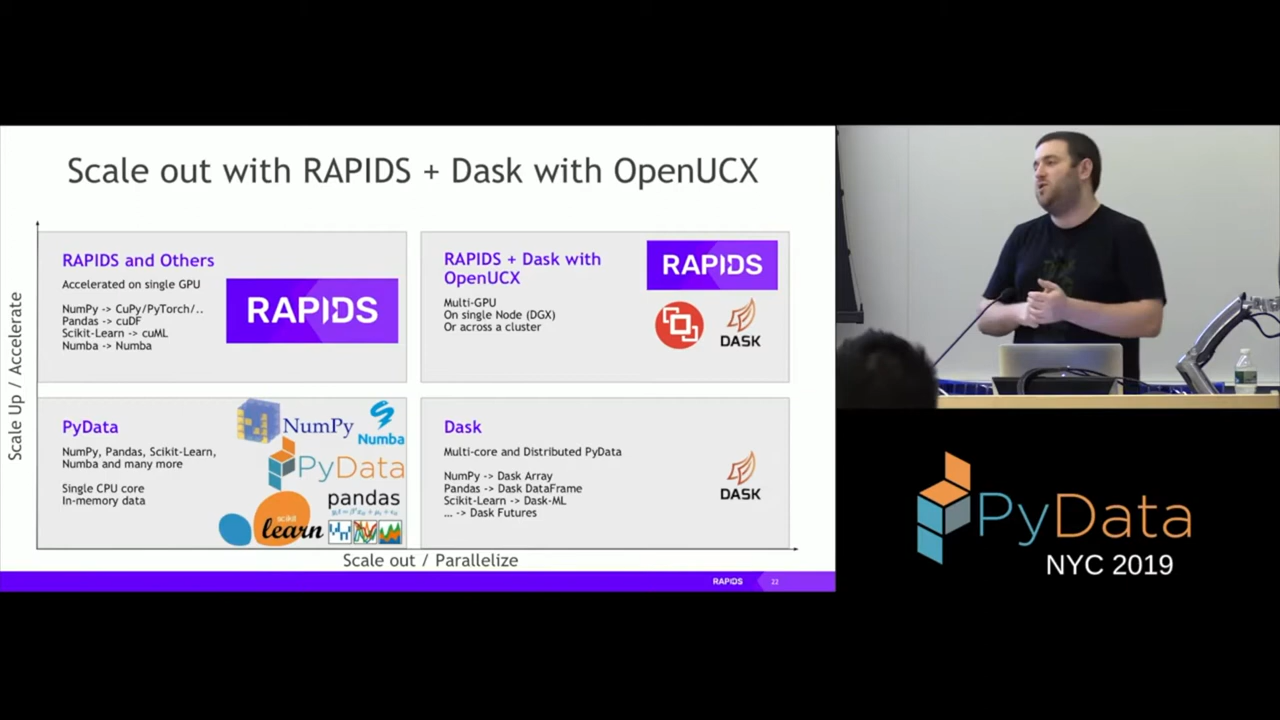 Scale out with RAPIDS + Dask with OpenUCX
Scale Up / Accelerate
RAPIDS and Others
Accelerated on single GPU
NumPy -> CuPy/PyTorch/..
Pandas -> cuDF
Scikit-Learn -> cuML
Numba -> Numba
RAPIDS
RAPIDS + Dask with
OpenUCX
Multi-GPU
On single Node (DGX)
Or across a cluster
RAPIDS
DASK
PyData
NumPy, Pandas, Scikit-Learn,
Numba and many more
Single CPU core
In-memory data
NumPy
Numba
PyData
pandas
scikit
learn
Dask
Multi-core and Distributed PyData
NumPy -> Dask Array
Pandas -> Dask DataFrame
Scikit-Learn -> Dask-ML
... -> Dask Futures
DASK
Scale out / Parallelize
RAPIDS
22
PyData
NYC 2019